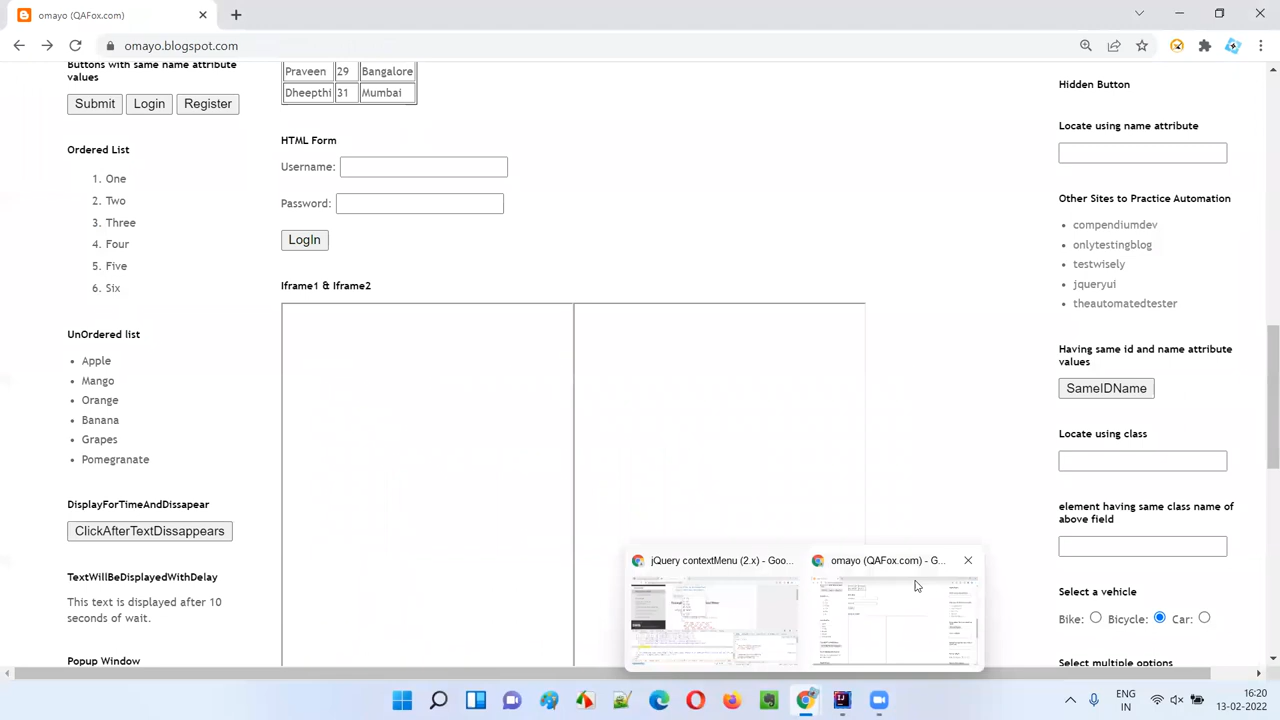 omayo (QAFox.com)
omayo.blogspot.com
Buttons with same name attribute
values
Submit Login Register
Ordered List
1. One
2. Two
3. Three
4. Four
5. Five
6. Six
UnOrdered list
• Apple
• Mango
• Orange
• Banana
• Grapes
• Pomegranate
DisplayForTimeAndDissapear
ClickAfterTextDissappears
TextWillBeDisplayedWithDelay
This text is displayed after 10
seconds of wait.
Popup Window
Praveen 29 Bangalore
Dheepthi 31 Mumbai
HTML Form
Username:
Password:
LogIn
Iframe1 & Iframe2
Hidden Button
Locate using name attribute
Other Sites to Practice Automation
• compendiumdev
• onlytestingblog
• testwisely
• jqueryui
• theautomatedtester
Having same id and name attribute
values
SameIDName
Locate using class
element having same class name of
above field
Select a vehicle
Bike: Bicycle: Car:
Select multiple options
jQuery contextMenu (2.x) - Goo...
omayo (QAFox.com) - G...
ENG
IN
16:20
13-02-2022